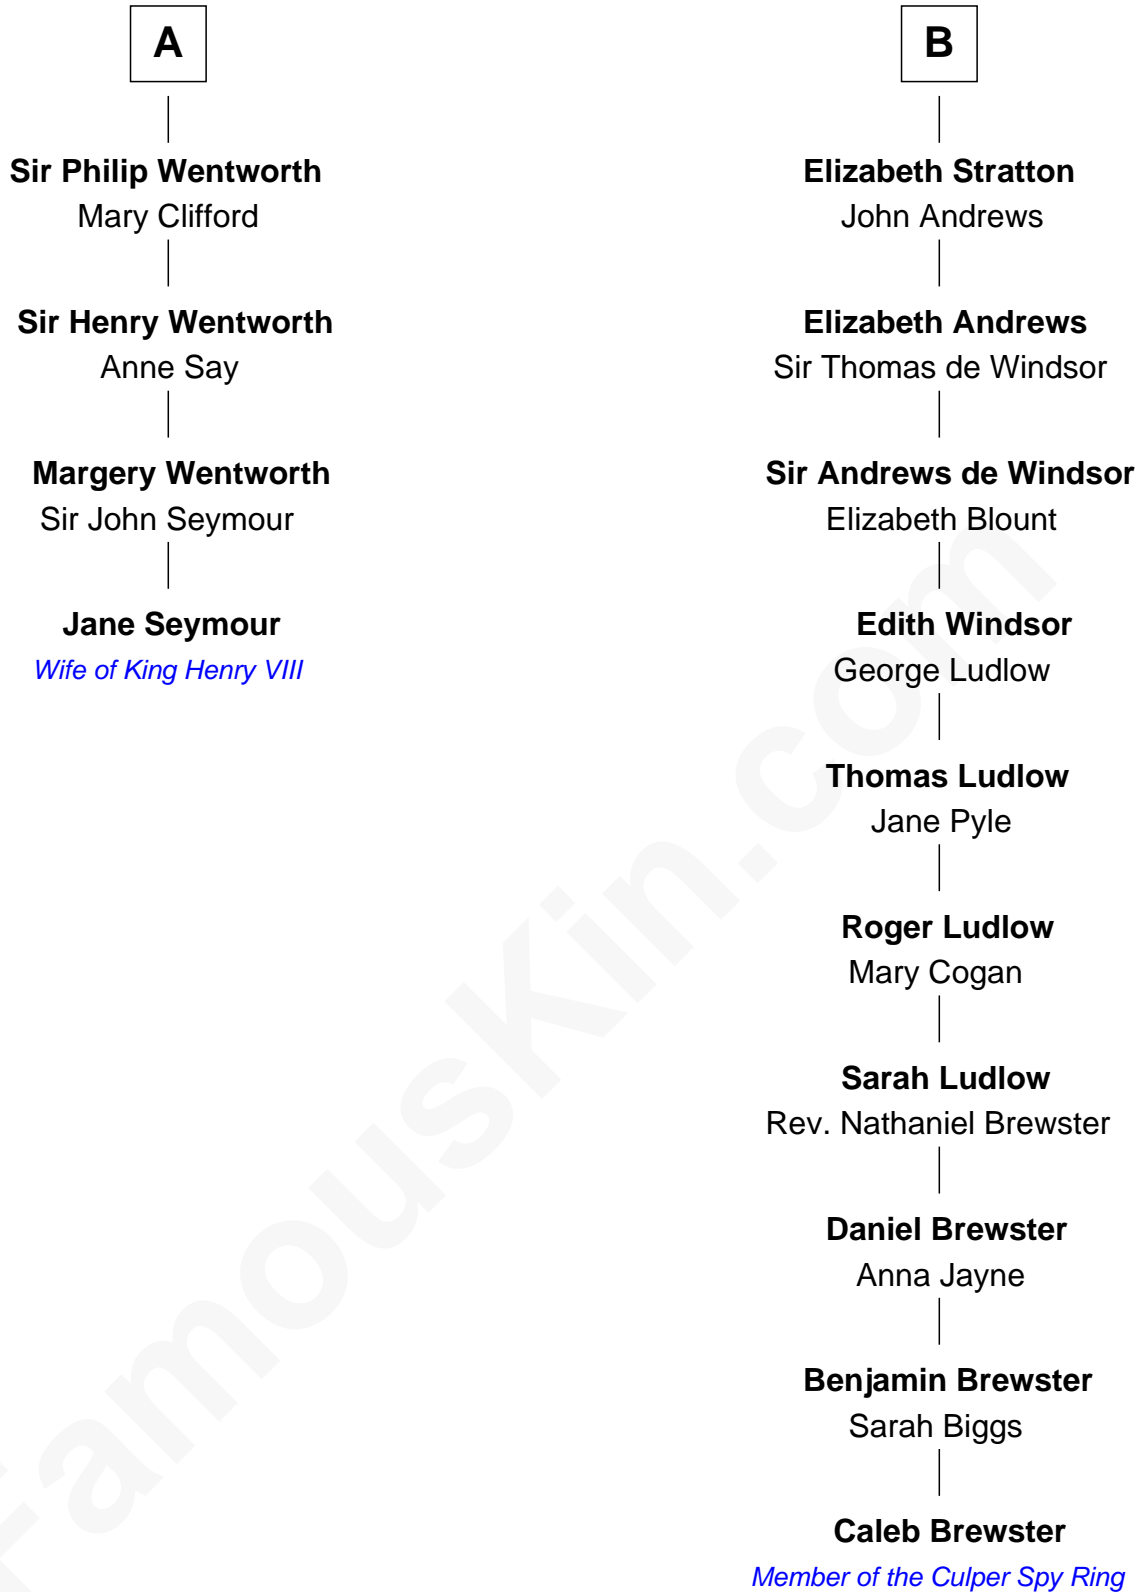 A
Sir Philip Wentworth
Mary Clifford
Sir Henry Wentworth
Anne Say
Margery Wentworth
Sir John Seymour
Jane Seymour
Wife of King Henry VIII
B
Elizabeth Stratton
John Andrews
Elizabeth Andrews
Sir Thomas de Windsor
Sir Andrews de Windsor
Elizabeth Blount
Edith Windsor
George Ludlow
Thomas Ludlow
Jane Pyle
Roger Ludlow
Mary Cogan
Sarah Ludlow
Rev. Nathaniel Brewster
Daniel Brewster
Anna Jayne
Benjamin Brewster
Sarah Biggs
Caleb Brewster
Member of the Culper Spy Ring
FamousKin.com